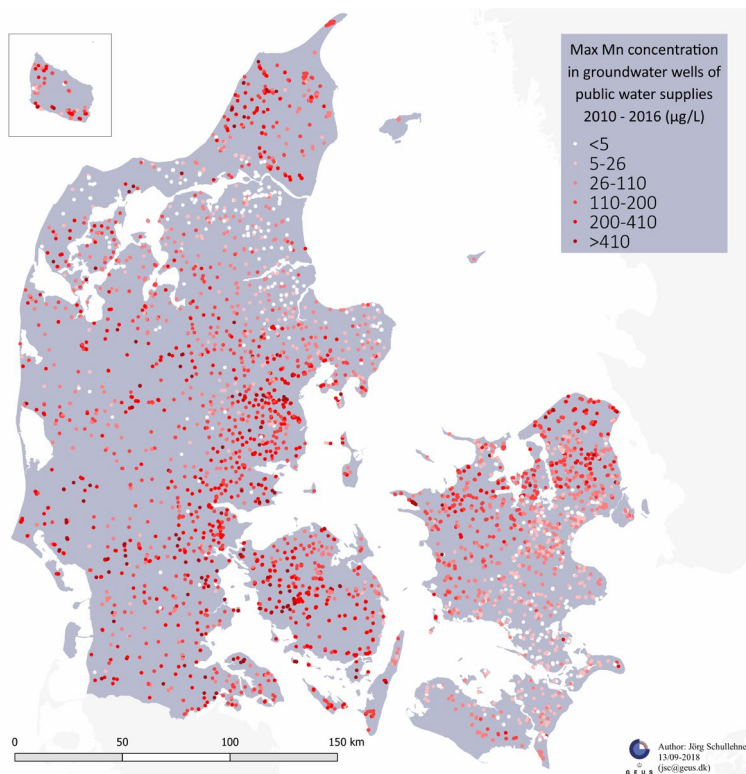 Max Mn concentration
in groundwater wells of
public water supplies
2010 - 2016 (µg/L)
<5
5-26
26-110
110-200
200-410
>410
0 50 100 150 km
Author: Jörg Schullehner
13/09-2018
(jsc@geus.dk)
G E U S